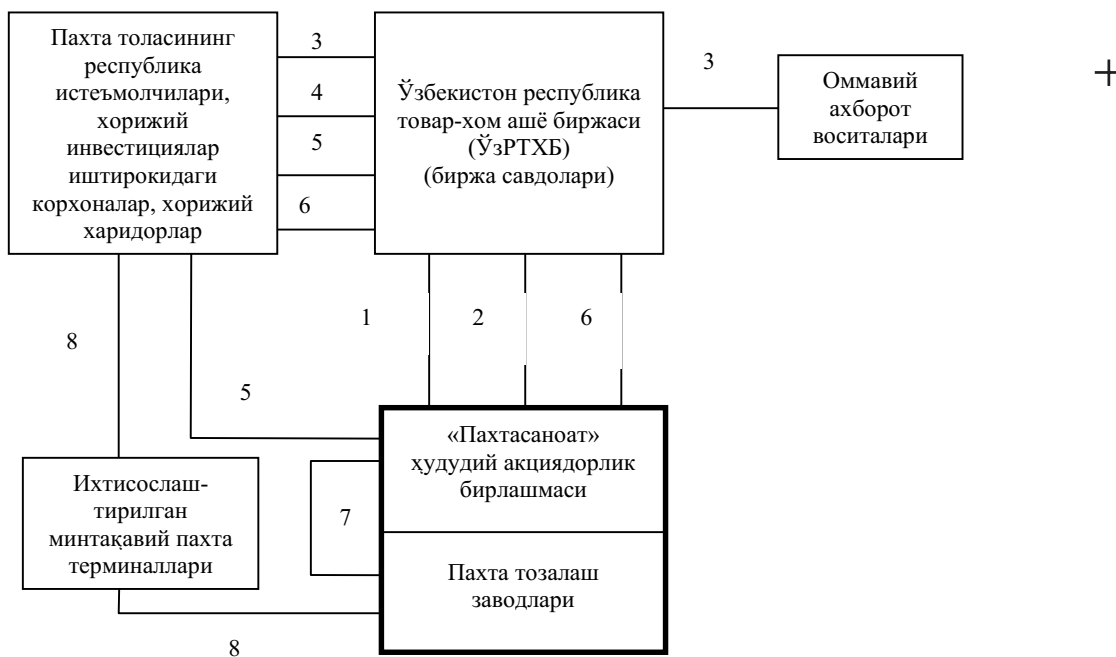 Пахта толасининг
республика
истеъмолчилари,
хорижий
инвестициялар
иштирокидаги
корхоналар, хорижий
харидорлар
3
4
5
6
Ўзбекистон республика
товар-хом ашё биржаси
(ЎзРТХБ)
(биржа савдолари)
3
Оммавий
ахборот
воситалари
+
1
2
6
8
5
«Пахтасаноат»
ҳудудий акциядорлик
бирлашмаси
Ихтисослаш-
тирилган
минтақавий пахта
терминаллари
7
Пахта тозалаш
заводлари
8